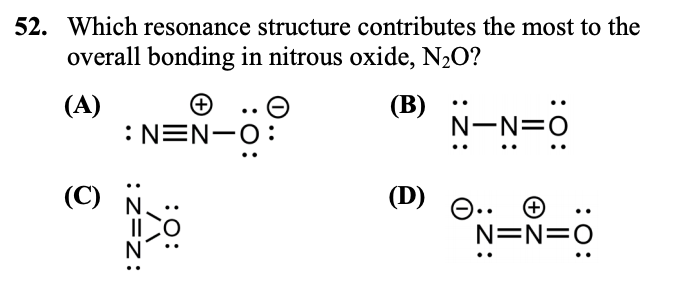 52. Which resonance structure contributes the most to the
overall bonding in nitrous oxide, N₂O?
(A) :N≡N⊕—O:⊖
(B) N—N=O
(C) N
‖ O
N
(D) ⊖N=N⊕=O